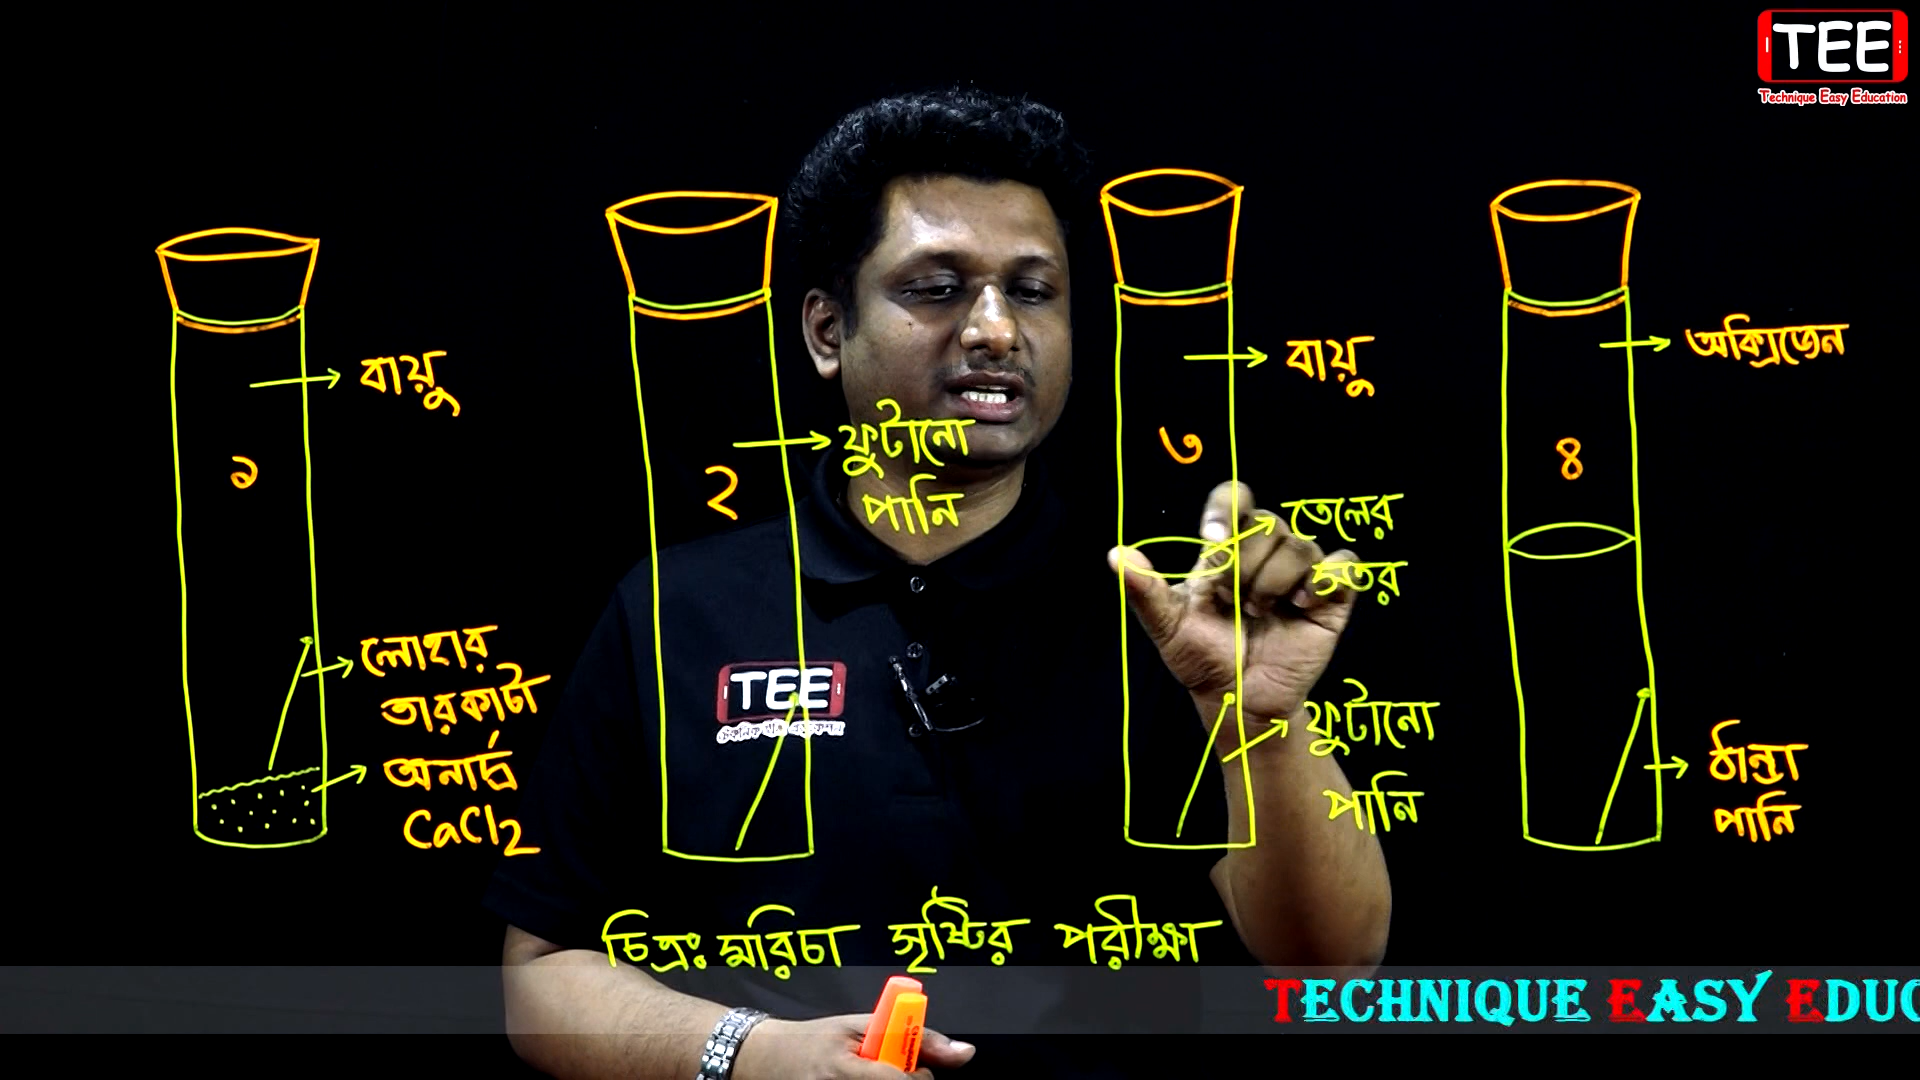 TEE
Technique Easy Education
বায়ু
১
লোহার
তারকাটা
অনার্দ্র
CaCl2
২
ফুটানো
পানি
বায়ু
৩
তেলের
স্তর
ফুটানো
পানি
অক্সিজেন
৪
ঠান্ডা
পানি
TEE
চিত্রঃ মরিচা সৃষ্টির পরীক্ষা
TECHNIQUE EASY EDUC